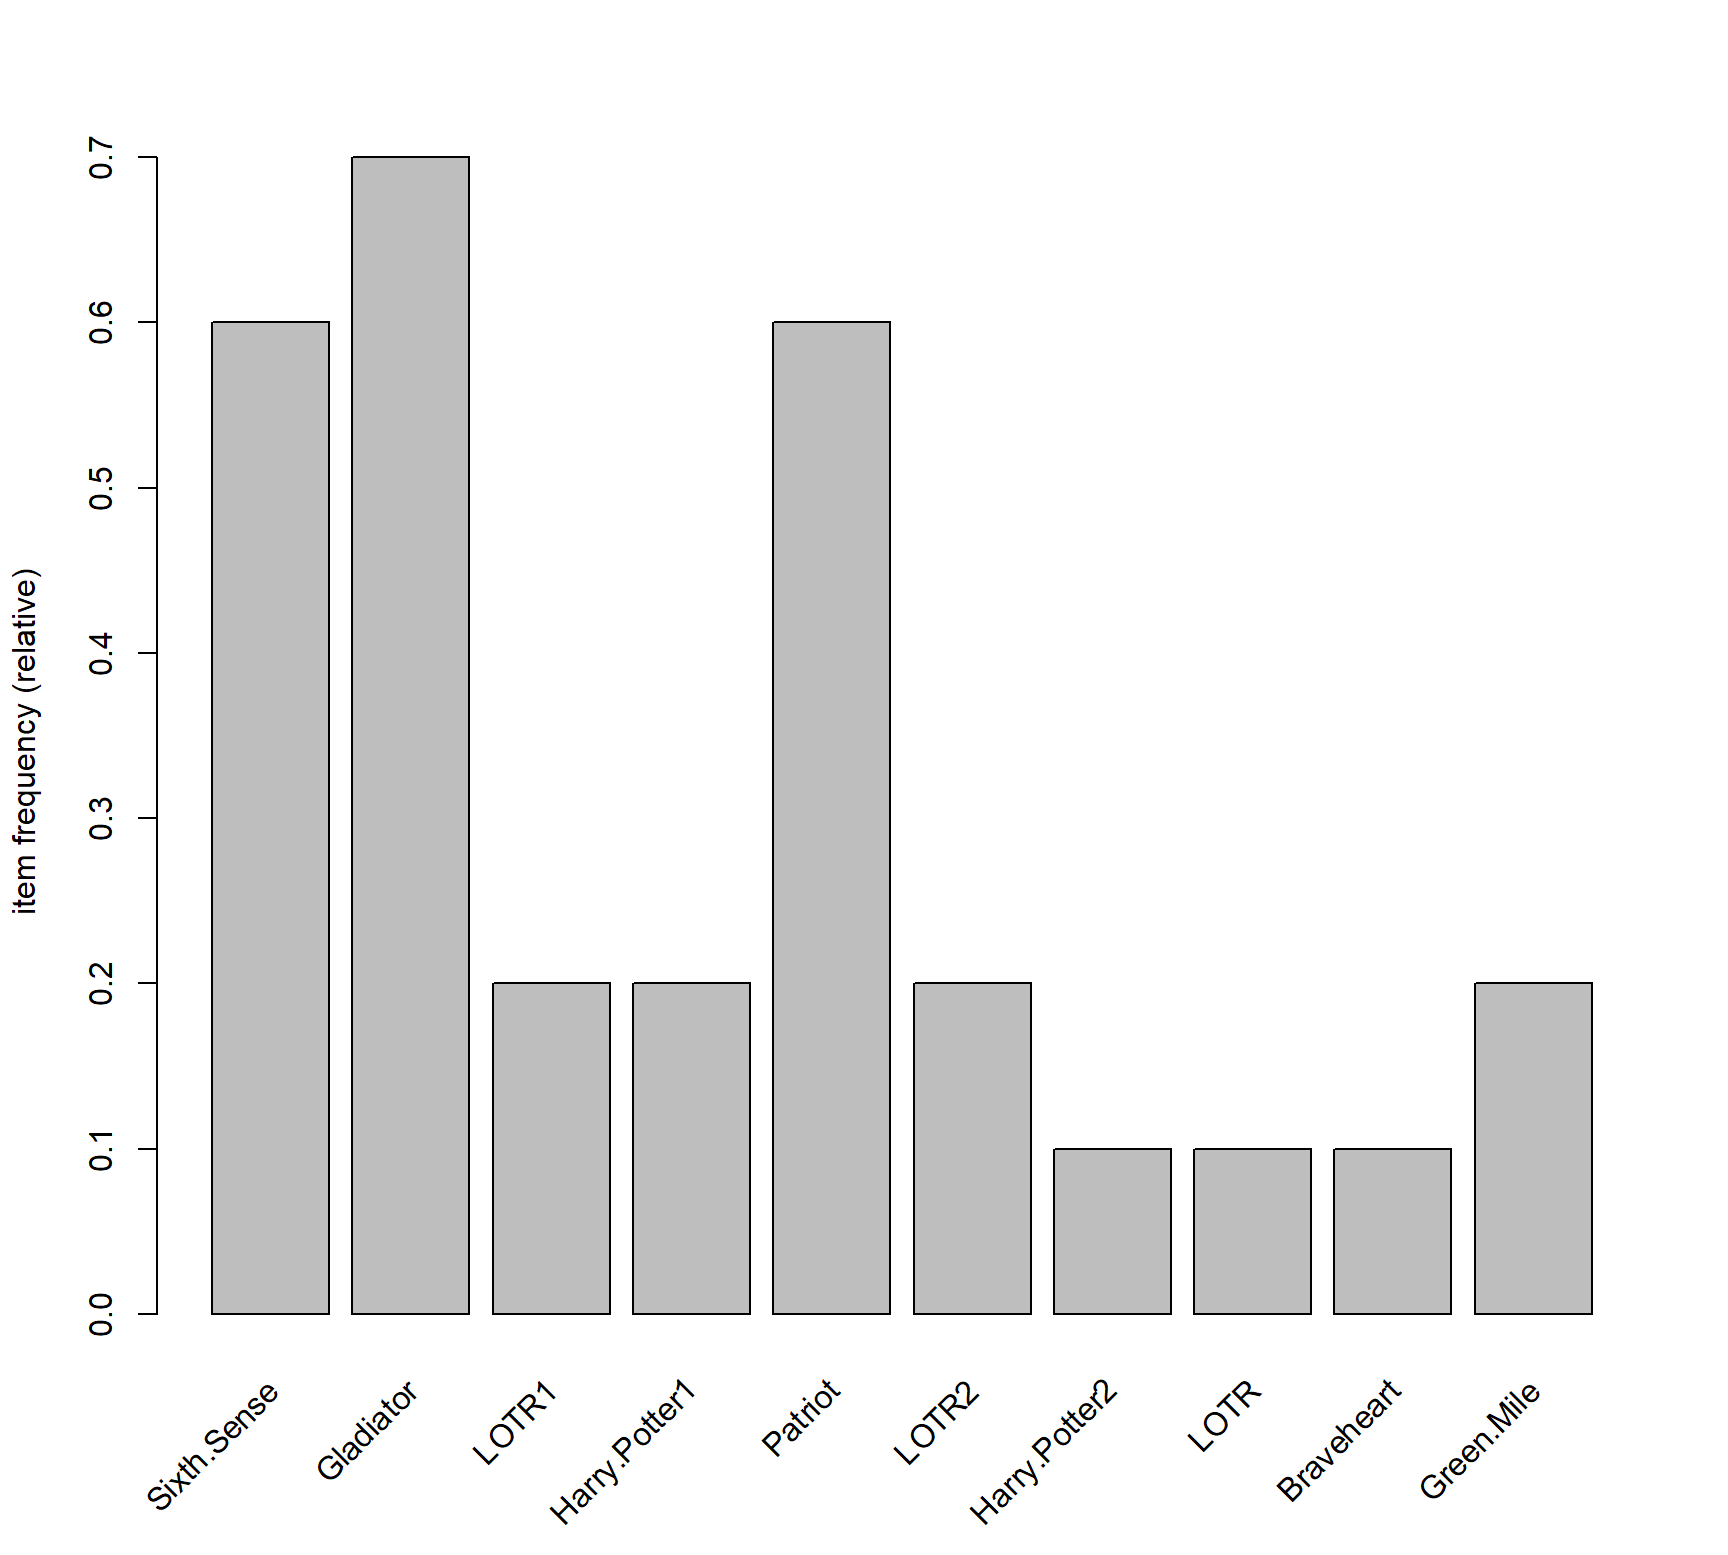 item frequency (relative)
0.7
0.6
0.5
0.4
0.3
0.2
0.1
0.0
Sixth.Sense
Gladiator
LOTR1
Harry.Potter1
Patriot
LOTR2
Harry.Potter2
LOTR
Braveheart
Green.Mile